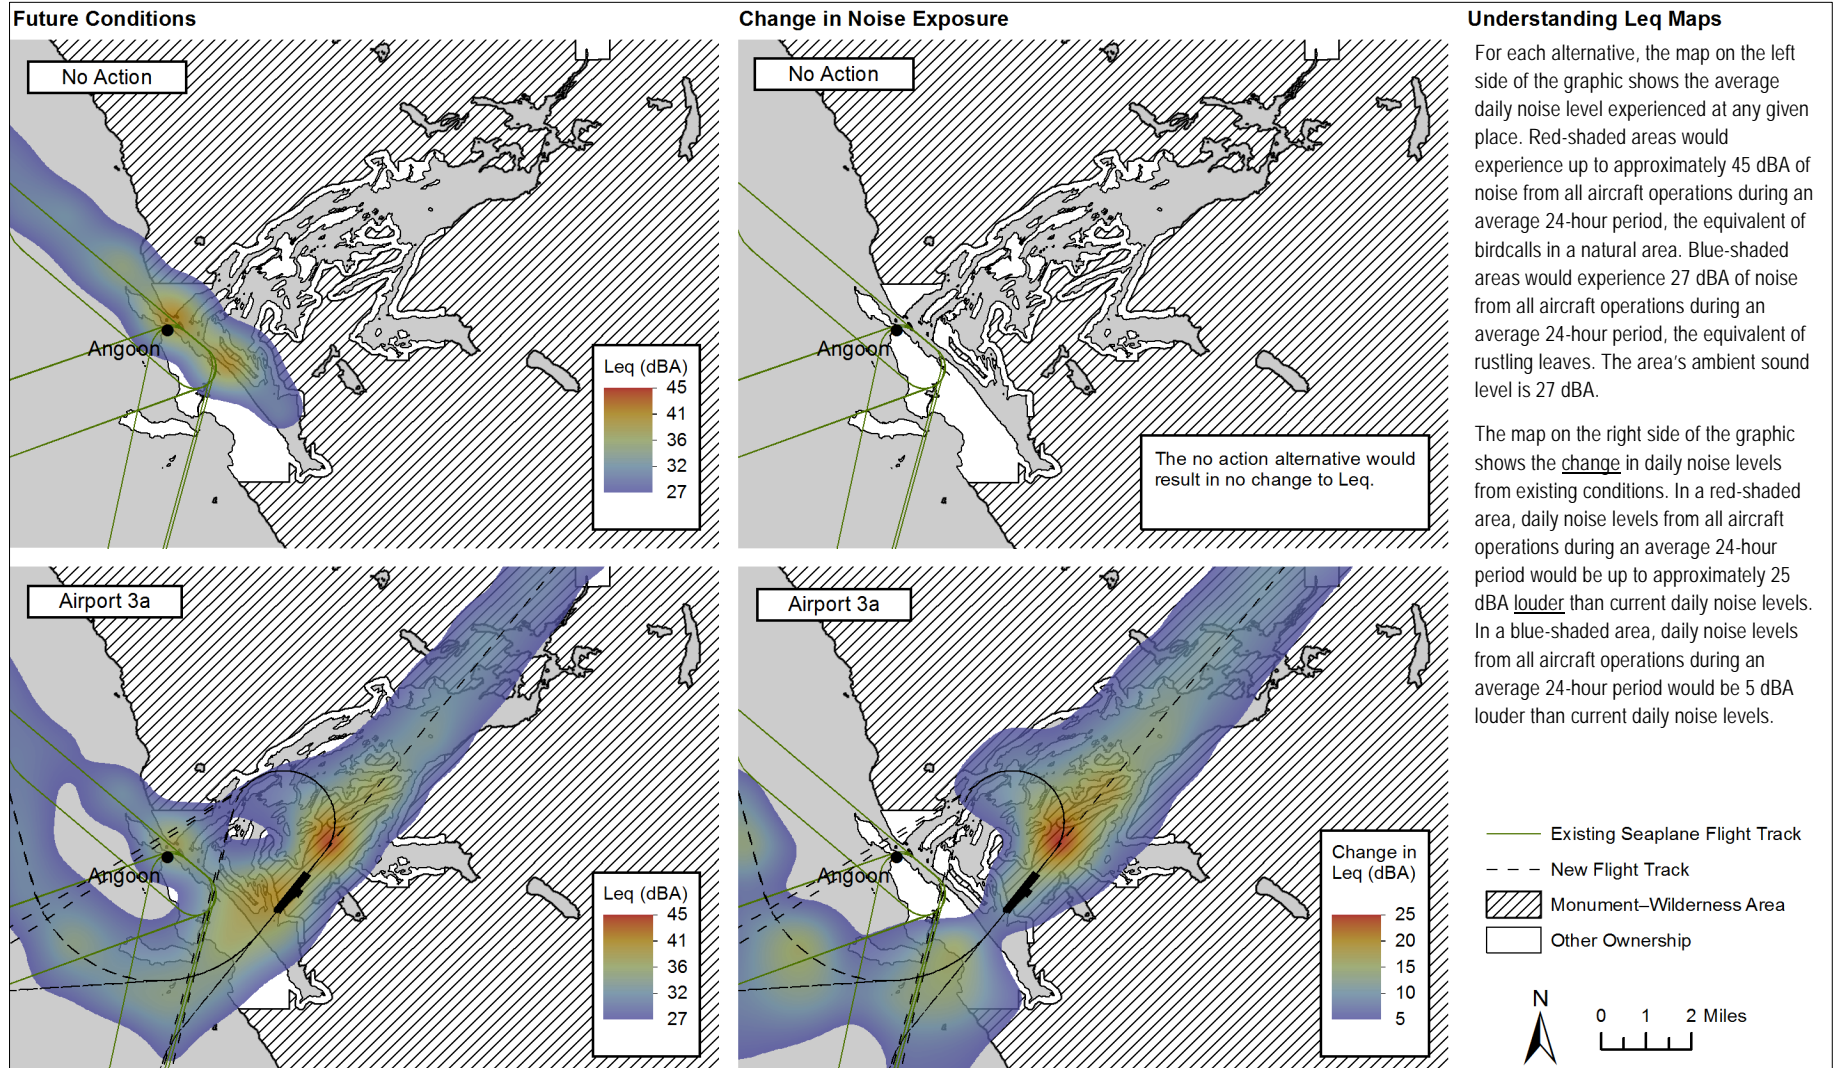 Future Conditions
Change in Noise Exposure
Understanding Leq Maps
No Action
Angoon
Leq (dBA)
45
41
36
32
27
No Action
Angoon
The no action alternative would
result in no change to Leq.
For each alternative, the map on the left
side of the graphic shows the average
daily noise level experienced at any given
place. Red-shaded areas would
experience up to approximately 45 dBA of
noise from all aircraft operations during an
average 24-hour period, the equivalent of
birdcalls in a natural area. Blue-shaded
areas would experience 27 dBA of noise
from all aircraft operations during an
average 24-hour period, the equivalent of
rustling leaves. The area's ambient sound
level is 27 dBA.
The map on the right side of the graphic
shows the change in daily noise levels
from existing conditions. In a red-shaded
area, daily noise levels from all aircraft
operations during an average 24-hour
period would be up to approximately 25
dBA louder than current daily noise levels.
In a blue-shaded area, daily noise levels
from all aircraft operations during an
average 24-hour period would be 5 dBA
louder than current daily noise levels.
Airport 3a
Angoon
Leq (dBA)
45
41
36
32
27
Airport 3a
Angoon
Change in
Leq (dBA)
25
20
15
10
5
Existing Seaplane Flight Track
New Flight Track
Monument–Wilderness Area
Other Ownership
N
0 1 2 Miles